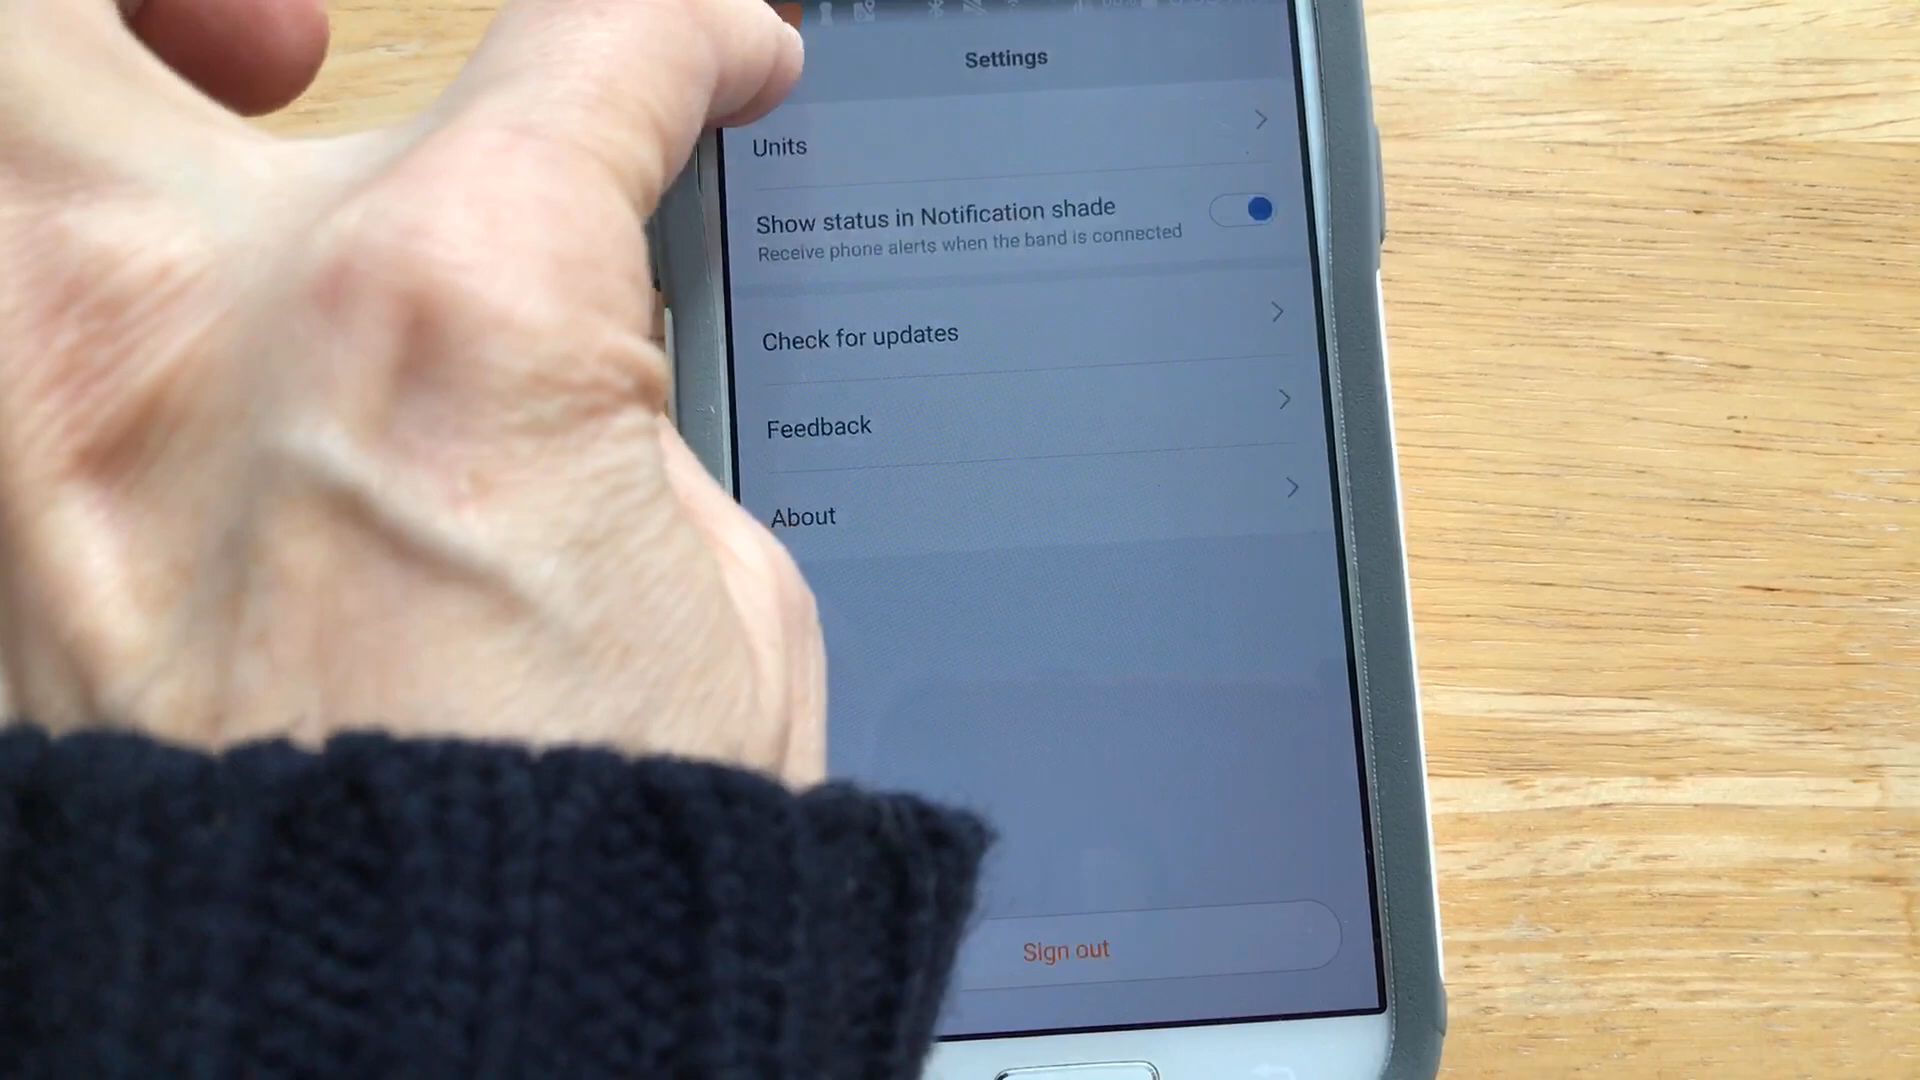 Settings
Units
Show status in Notification shade
Receive phone alerts when the band is connected
Check for updates
Feedback
About
Sign out